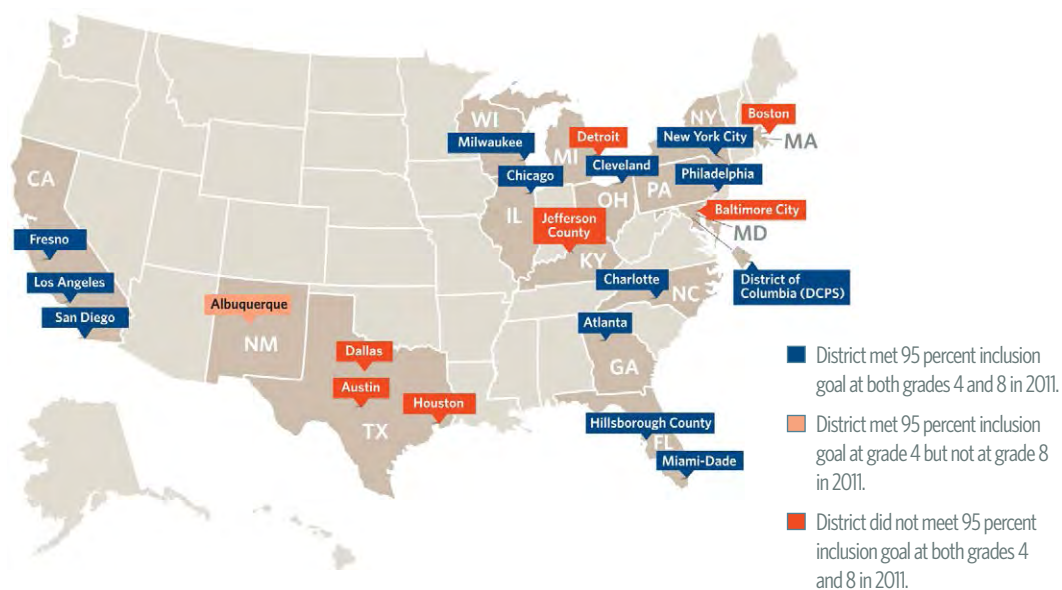 WI
NY
Boston
Milwaukee
Detroit
New York City
MA
MI
Cleveland
Chicago
Philadelphia
CA
OH
PA
IL
Jefferson
County
Baltimore City
MD
Fresno
KY
Los Angeles
Charlotte
District of
Columbia (DCPS)
Albuquerque
NC
San Diego
Atlanta
NM
Dallas
GA
Austin
Houston
TX
Hillsborough County
FL
Miami-Dade
District met 95 percent inclusion
goal at both grades 4 and 8 in 2011.
District met 95 percent inclusion
goal at grade 4 but not at grade 8
in 2011.
District did not meet 95 percent
inclusion goal at both grades 4
and 8 in 2011.